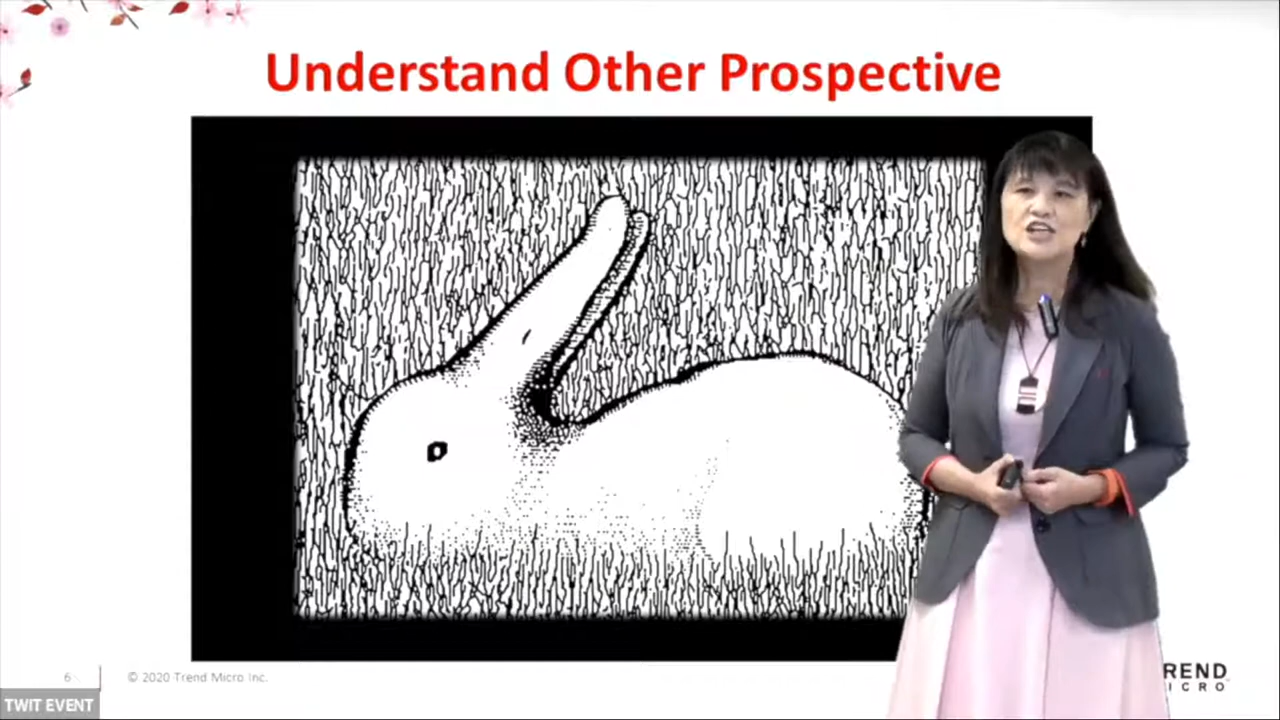 Understand Other Prospective
6
© 2020 Trend Micro Inc.
REND
ICRO
TWIT EVENT